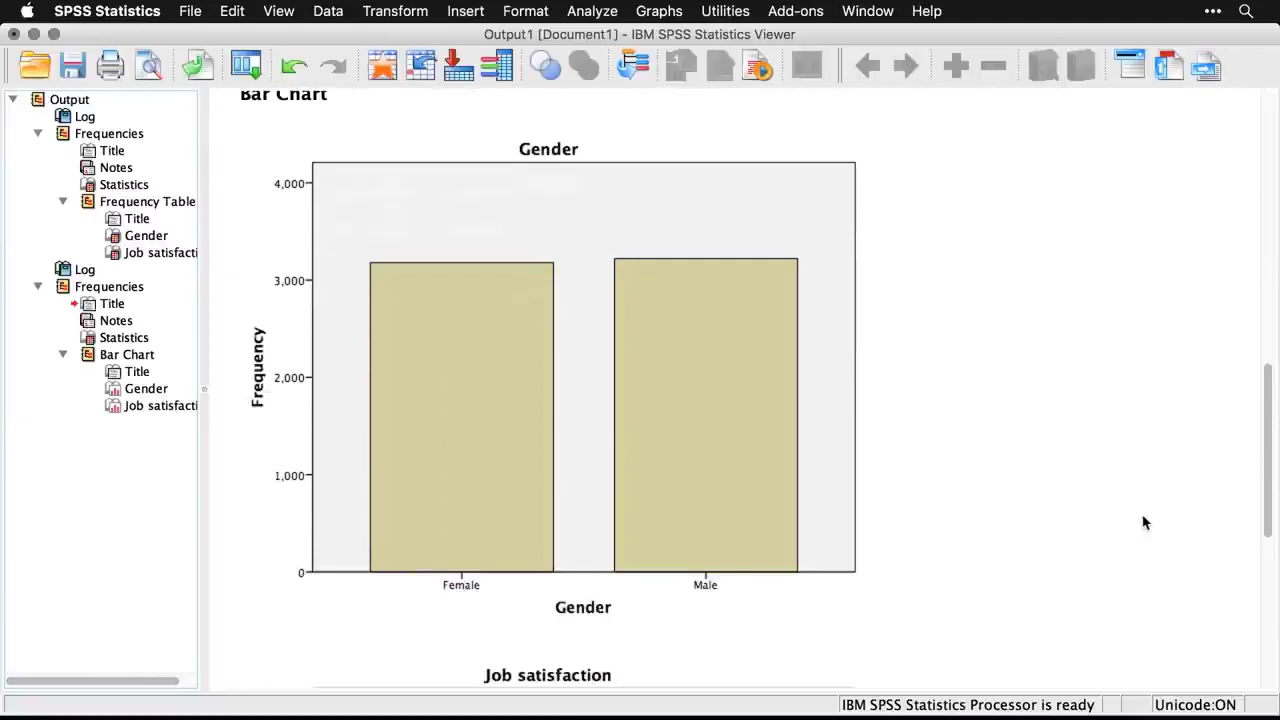 SPSS Statistics File Edit View Data Transform Insert Format Analyze Graphs Utilities Add-ons Window Help
Output1 [Document1] - IBM SPSS Statistics Viewer
Output
Log
Frequencies
Title
Notes
Statistics
Frequency Table
Title
Gender
Job satisfacti
Log
Frequencies
Title
Notes
Statistics
Bar Chart
Title
Gender
Job satisfacti
Bar Chart
Gender
4,000
3,000
2,000
1,000
0
Frequency
Female Male
Gender
Job satisfaction
IBM SPSS Statistics Processor is ready Unicode:ON